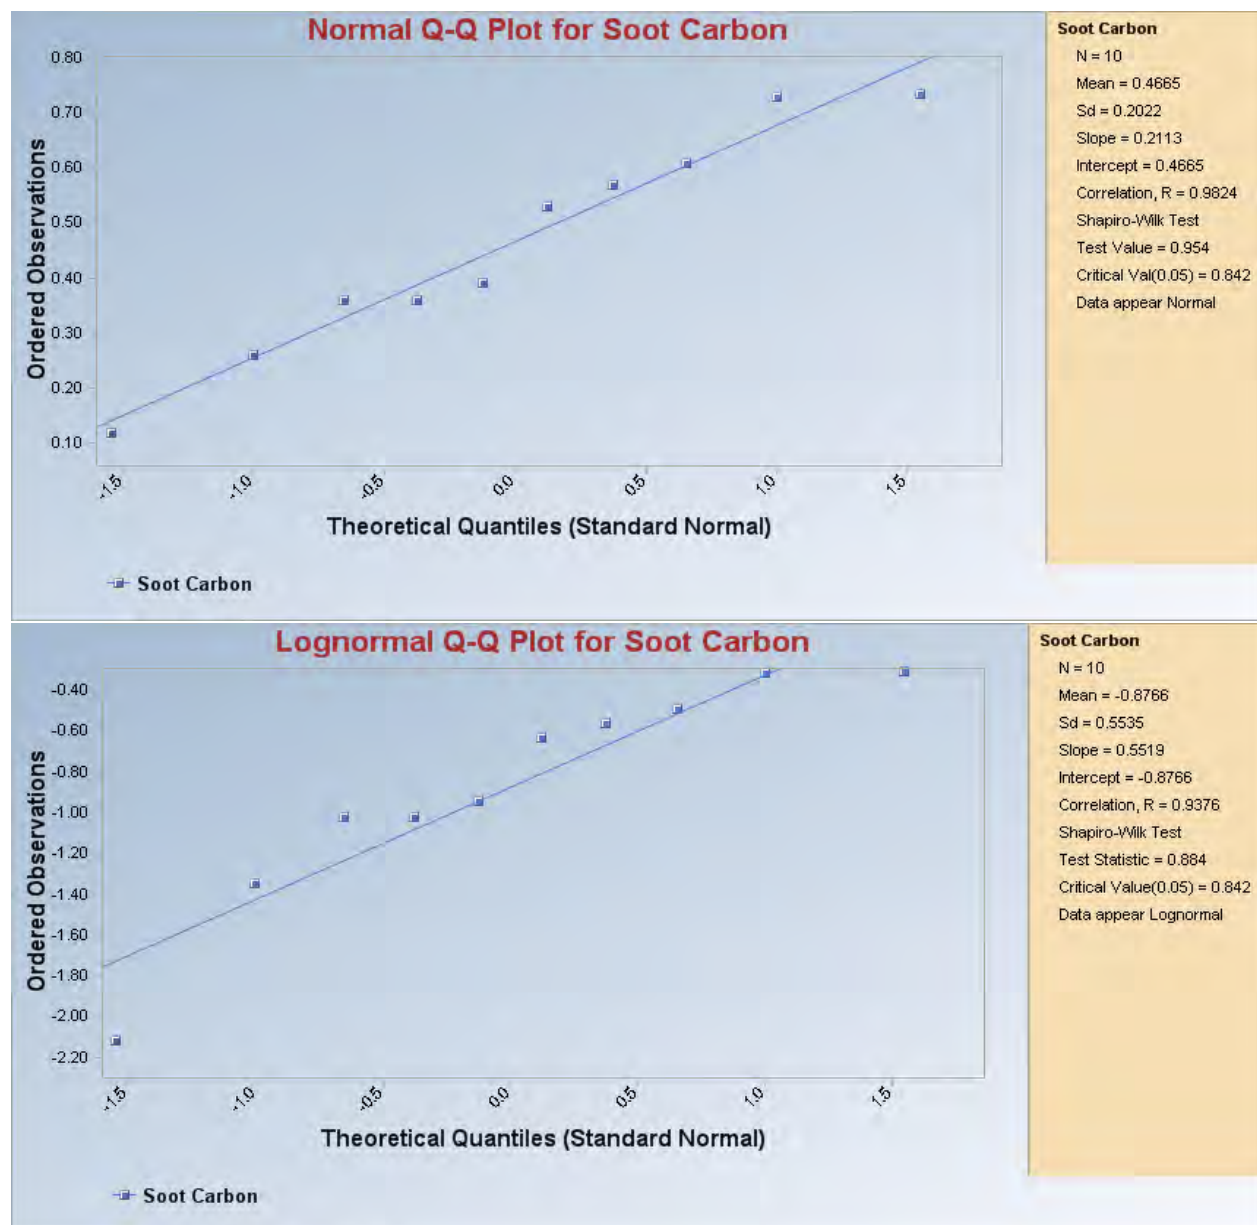 Normal Q-Q Plot for Soot Carbon
Ordered Observations
0.80
0.70
0.60
0.50
0.40
0.30
0.20
0.10
-1.5
-1.0
-0.5
0.0
0.5
1.0
1.5
Theoretical Quantiles (Standard Normal)
Soot Carbon
Soot Carbon
N = 10
Mean = 0.4665
Sd = 0.2022
Slope = 0.2113
Intercept = 0.4665
Correlation, R = 0.9824
Shapiro-Wilk Test
Test Value = 0.954
Critical Val(0.05) = 0.842
Data appear Normal
Lognormal Q-Q Plot for Soot Carbon
Ordered Observations
-0.40
-0.60
-0.80
-1.00
-1.20
-1.40
-1.60
-1.80
-2.00
-2.20
-1.5
-1.0
-0.5
0.0
0.5
1.0
1.5
Theoretical Quantiles (Standard Normal)
Soot Carbon
Soot Carbon
N = 10
Mean = -0.8766
Sd = 0.5535
Slope = 0.5519
Intercept = -0.8766
Correlation, R = 0.9376
Shapiro-Wilk Test
Test Statistic = 0.884
Critical Value(0.05) = 0.842
Data appear Lognormal